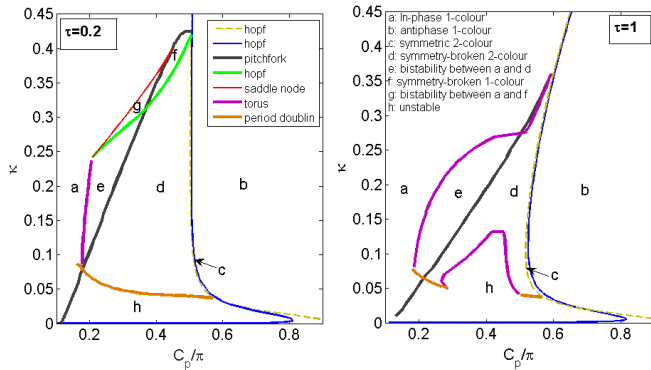 τ=0.2
hopf
hopf
pitchfork
hopf
saddle node
torus
period doublin
0.45
0.4
0.35
0.3
0.25
0.2
0.15
0.1
0.05
0
κ
a
e
f
g
d
b
c
h
0.2
0.4
0.6
0.8
C_p/π
τ=1
a: In-phase 1-colour
b: antiphase 1-colour
c: symmetric 2-colour
d: symmetry-broken 2-colour
e: bistability between a and d
f: symmetry-broken 1-colour
g: bistability between a and f
h: unstable
0.45
0.4
0.35
0.3
0.25
0.2
0.15
0.1
0.05
0
κ
a
e
d
b
c
h
0.2
0.4
0.6
0.8
C_p/π